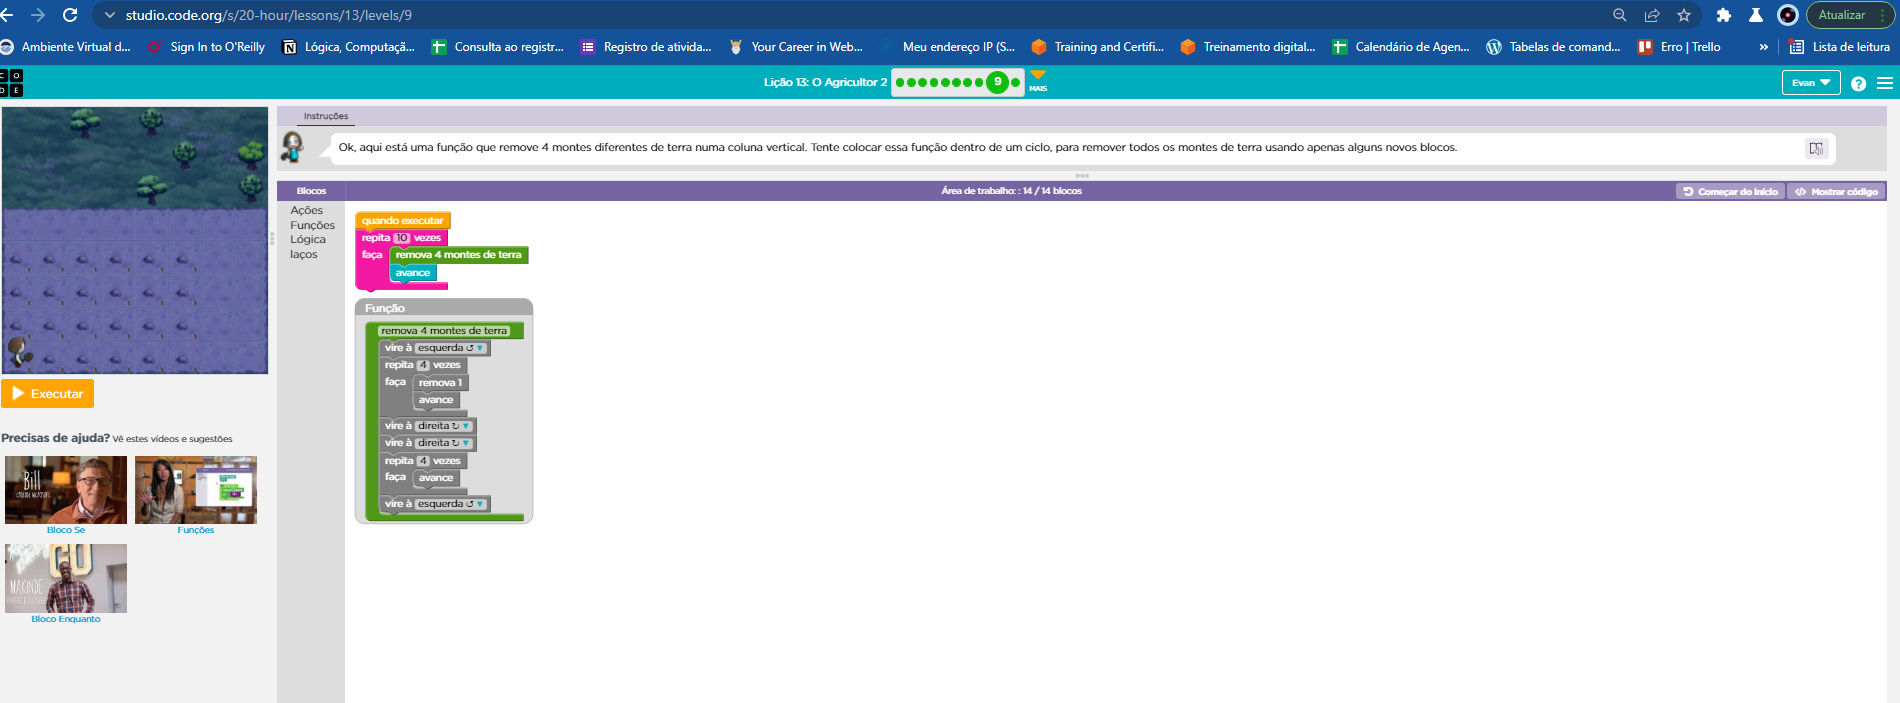 studio.code.org/s/20-hour/lessons/13/levels/9
Atualizar
Ambiente Virtual d...
Sign In to O'Reilly
Lógica, Computaçã...
Consulta ao registr...
Registro de ativida...
Your Career in Web...
Meu endereço IP (S...
Training and Certifi...
Treinamento digital...
Calendário de Agen...
Tabelas de comand...
Erro | Trello
»
Lista de leitura
C O
D E
Lição 13: O Agricultor 2
9
MAIS
Evan
?
Instruções
Ok, aqui está uma função que remove 4 montes diferentes de terra numa coluna vertical. Tente colocar essa função dentro de um ciclo, para remover todos os montes de terra usando apenas alguns novos blocos.
Blocos
Área de trabalho: : 14 / 14 blocos
Começar do início
Mostrar código
Ações
Funções
Lógica
laços
quando executar
repita 10 vezes
faça remova 4 montes de terra
avance
Função
remova 4 montes de terra
vire à esquerda ↺
repita 4 vezes
faça remova 1
avance
vire à direita ↻
vire à direita ↻
repita 4 vezes
faça avance
vire à esquerda ↺
Executar
Precisas de ajuda? Vê estes vídeos e sugestões
Bill
Bloco Se
Funções
MAKINDE
Bloco Enquanto